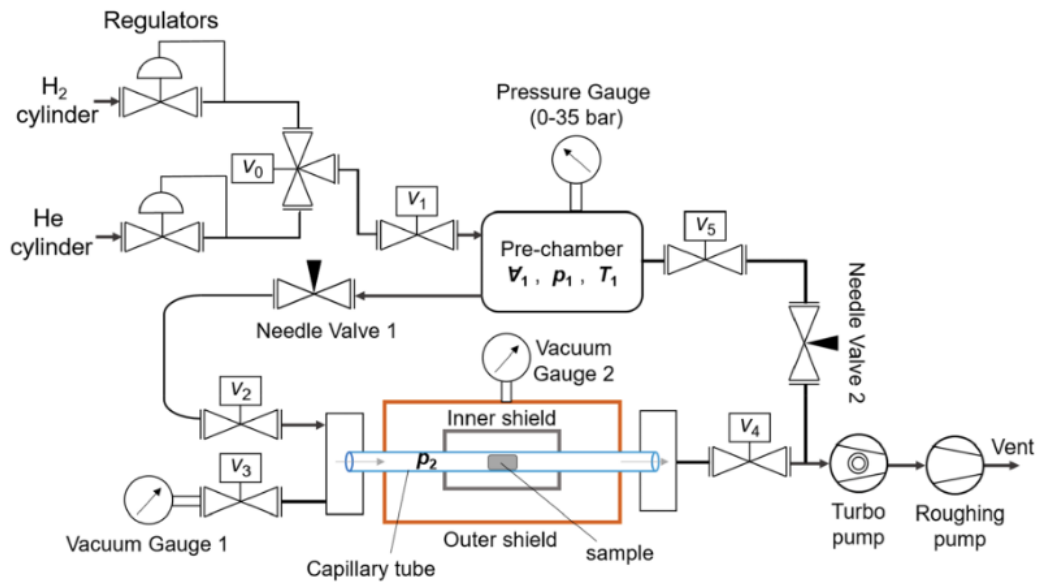 Regulators
H₂
cylinder
He
cylinder
V₀
V₁
Pressure Gauge
(0-35 bar)
Pre-chamber
∀₁ , p₁ , T₁
V₅
Needle Valve 1
Needle Valve 2
Vacuum
Gauge 2
V₂
Inner shield
p₂
V₃
V₄
Vent
Vacuum Gauge 1
Outer shield
sample
Capillary tube
Turbo
pump
Roughing
pump